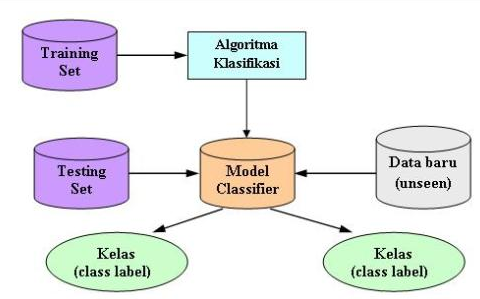 Training
Set
Algoritma
Klasifikasi
Testing
Set
Model
Classifier
Data baru
(unseen)
Kelas
(class label)
Kelas
(class label)